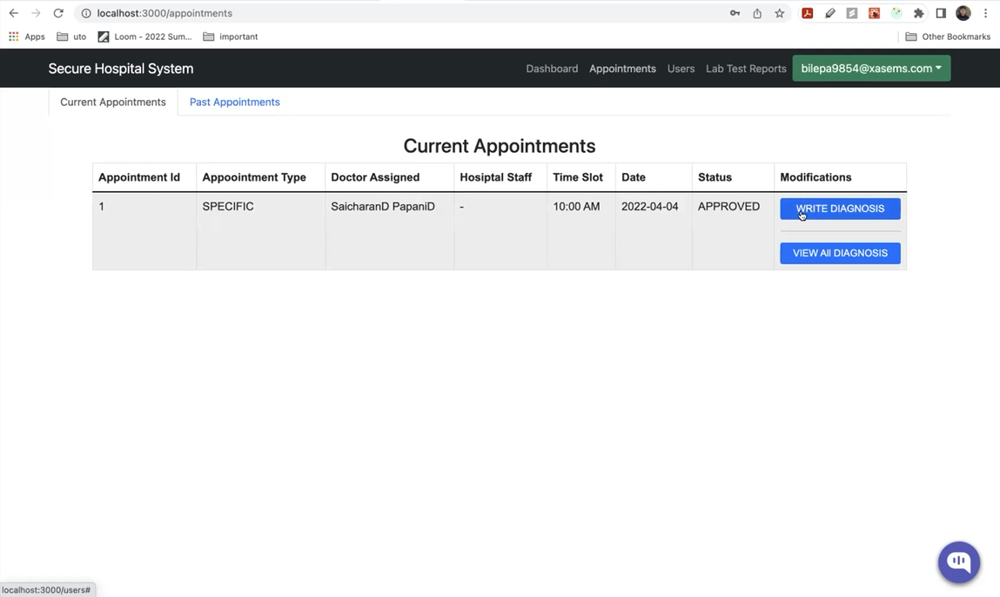 localhost:3000/appointments
Apps uto Loom - 2022 Sum... important Other Bookmarks
Secure Hospital System Dashboard Appointments Users Lab Test Reports bilepa9854@xasems.com
Current Appointments Past Appointments
Current Appointments
Appointment Id Appoointment Type Doctor Assigned Hosiptal Staff Time Slot Date Status Modifications
1 SPECIFIC SaicharanD PapaniD - 10:00 AM 2022-04-04 APPROVED WRITE DIAGNOSIS
VIEW All DIAGNOSIS
localhost:3000/users#